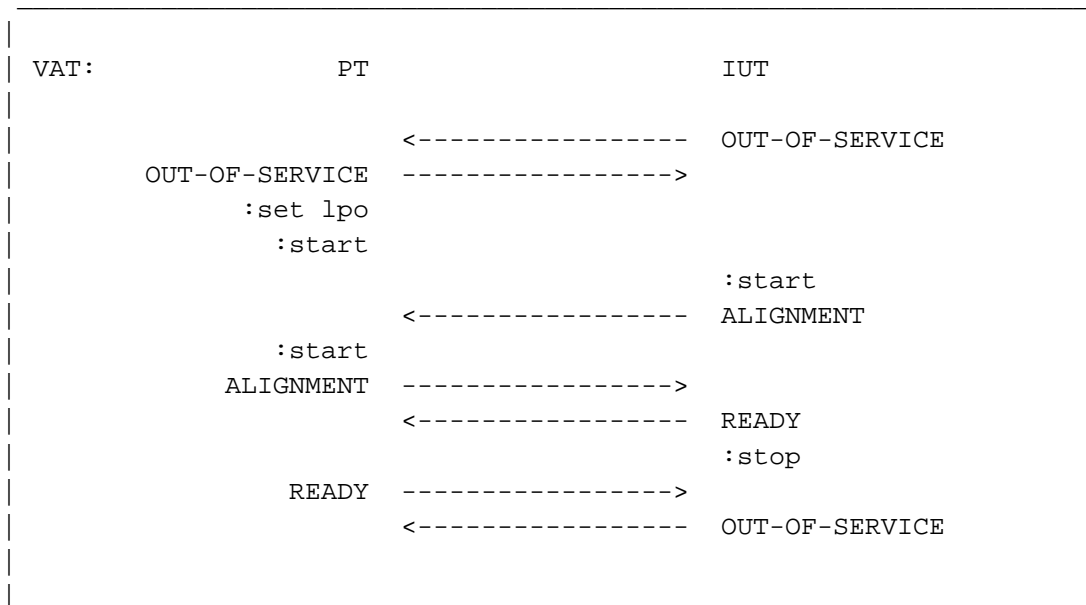 VAT: PT IUT
<----------------- OUT-OF-SERVICE
OUT-OF-SERVICE ----------------->
:set lpo
:start
:start
<----------------- ALIGNMENT
:start
ALIGNMENT ----------------->
<----------------- READY
:stop
READY ----------------->
<----------------- OUT-OF-SERVICE